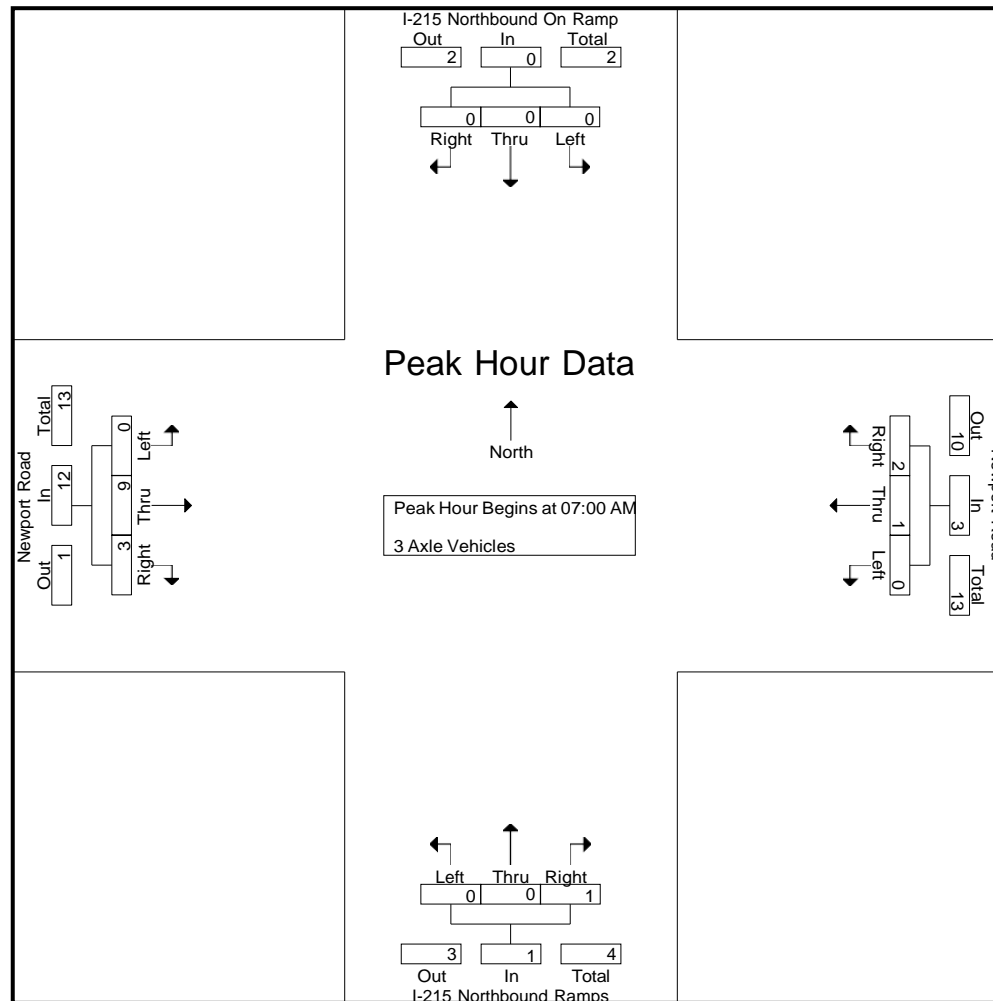 I-215 Northbound On Ramp
Out In Total
2 0 2
0 0 0
Right Thru Left
Peak Hour Data
North
Peak Hour Begins at 07:00 AM
3 Axle Vehicles
Newport Road
Out In Total
1 12 13
3 9 0
Right Thru Left
Out In Total
10 3 13
2 1 0
Right Thru Left
Left Thru Right
0 0 1
3 1 4
Out In Total
I-215 Northbound Ramps